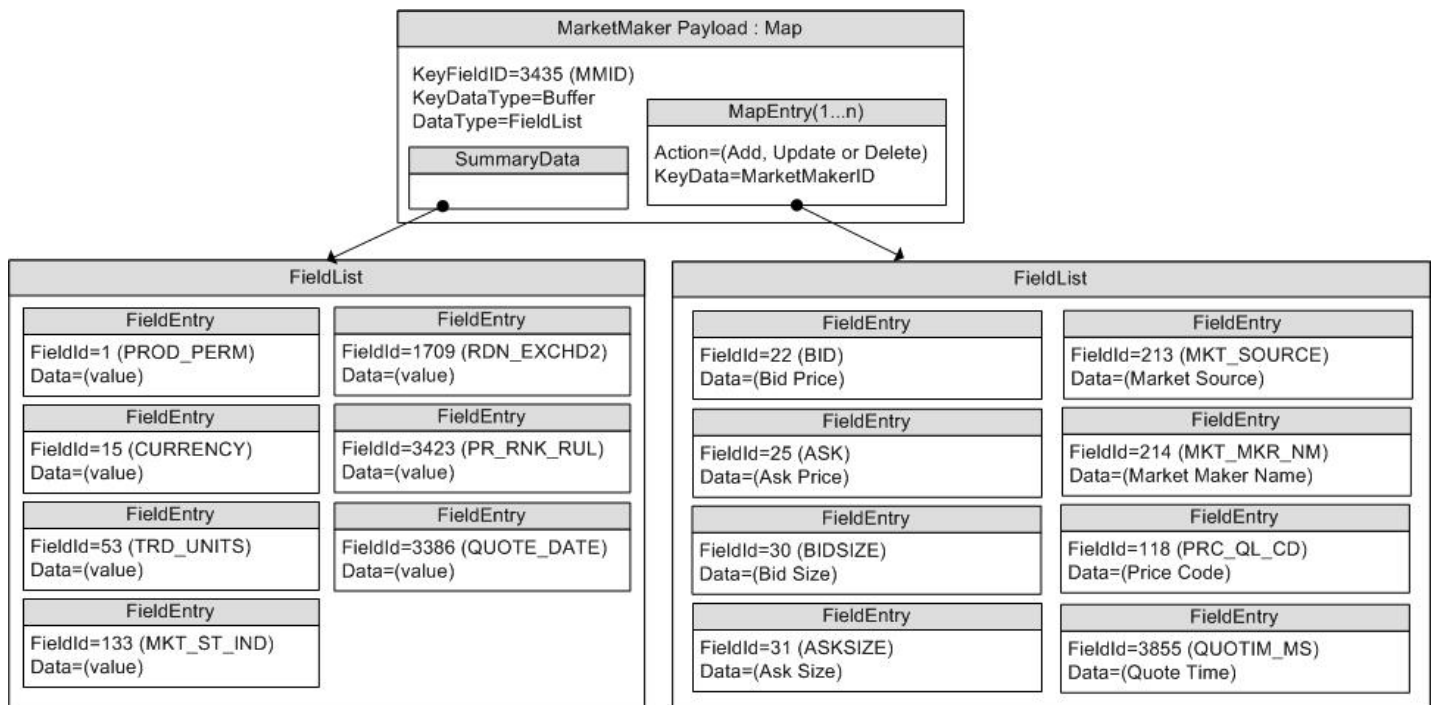 MarketMaker Payload : Map
KeyFieldID=3435 (MMID)
KeyDataType=Buffer
DataType=FieldList
SummaryData
MapEntry(1...n)
Action=(Add, Update or Delete)
KeyData=MarketMakerID
FieldList
FieldEntry
FieldId=1 (PROD_PERM)
Data=(value)
FieldEntry
FieldId=1709 (RDN_EXCHD2)
Data=(value)
FieldEntry
FieldId=15 (CURRENCY)
Data=(value)
FieldEntry
FieldId=3423 (PR_RNK_RUL)
Data=(value)
FieldEntry
FieldId=53 (TRD_UNITS)
Data=(value)
FieldEntry
FieldId=3386 (QUOTE_DATE)
Data=(value)
FieldEntry
FieldId=133 (MKT_ST_IND)
Data=(value)
FieldList
FieldEntry
FieldId=22 (BID)
Data=(Bid Price)
FieldEntry
FieldId=213 (MKT_SOURCE)
Data=(Market Source)
FieldEntry
FieldId=25 (ASK)
Data=(Ask Price)
FieldEntry
FieldId=214 (MKT_MKR_NM)
Data=(Market Maker Name)
FieldEntry
FieldId=30 (BIDSIZE)
Data=(Bid Size)
FieldEntry
FieldId=118 (PRC_QL_CD)
Data=(Price Code)
FieldEntry
FieldId=31 (ASKSIZE)
Data=(Ask Size)
FieldEntry
FieldId=3855 (QUOTIM_MS)
Data=(Quote Time)